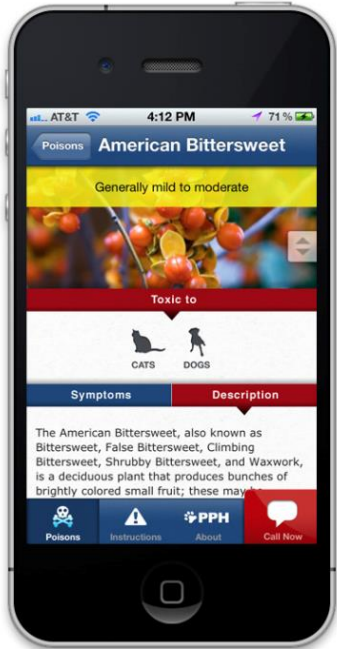 AT&T 4:12 PM 71%
Poisons American Bittersweet
Generally mild to moderate
Toxic to
CATS DOGS
Symptoms Description
The American Bittersweet, also known as
Bittersweet, False Bittersweet, Climbing
Bittersweet, Shrubby Bittersweet, and Waxwork,
is a deciduous plant that produces bunches of
brightly colored small fruit; these may be
Poisons Instructions PPH About Call Now